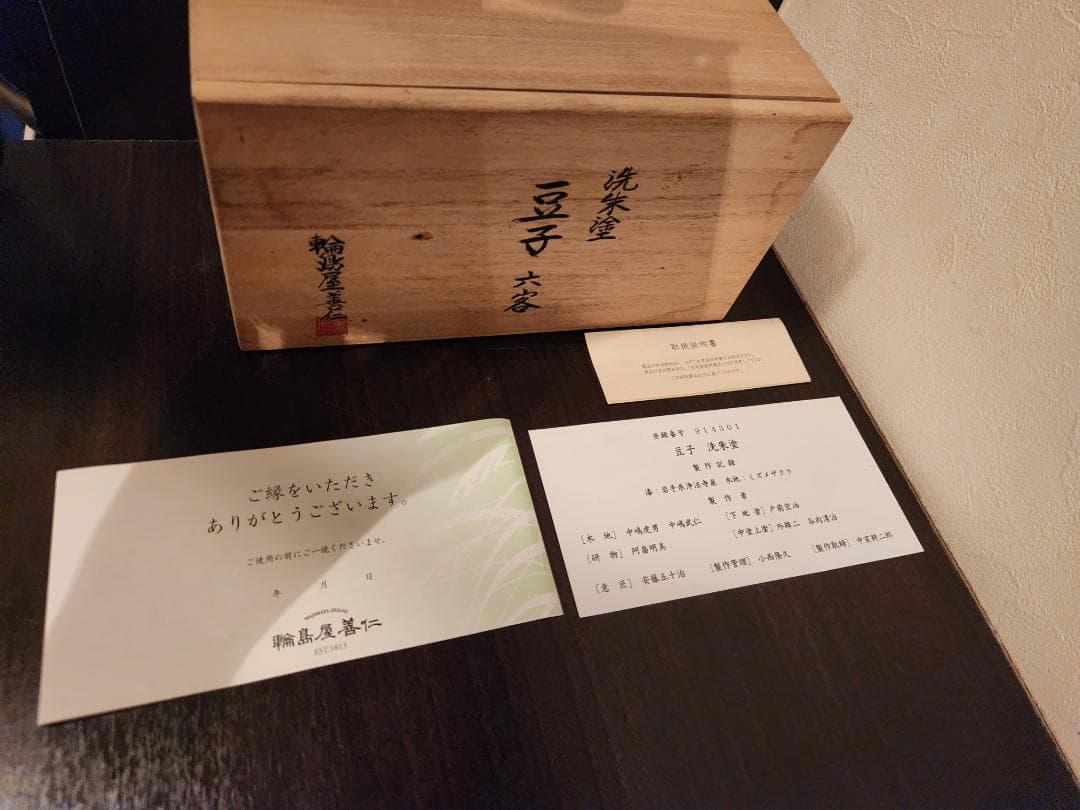 洗朱塗
豆子
六客
輪島屋善仁
取扱説明書
ご縁をいただき
ありがとうございます。
ご使用の前にご一読くださいませ。
年 月 日
WAJIMAYA ZENNI
輪島屋善仁
EST.1813
登録番号 914301
豆子 洗朱塗
製作記録
漆：岩手県浄法寺産 木地：ミズメザクラ
製作者
［木 地］中嶋虎男 中嶋武仁 ［下地塗］戸前忠治
［研 物］阿畠明美 ［中塗上塗］外雄二 谷内清治
［意 匠］安藤五十治 ［製作管理］小西隆久 ［製作取締］中室耕二郎